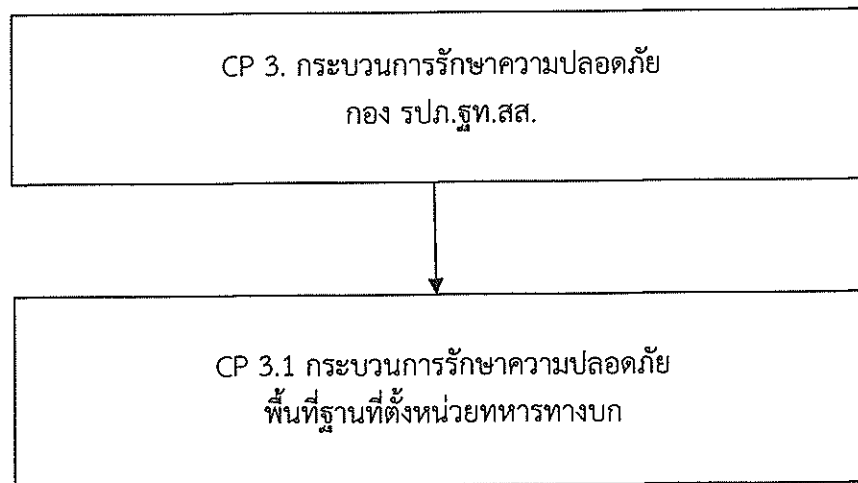 CP 3. กระบวนการรักษาความปลอดภัย
กอง รปภ.ฐท.สส.
CP 3.1 กระบวนการรักษาความปลอดภัย
พื้นที่ฐานที่ตั้งหน่วยทหารทางบก